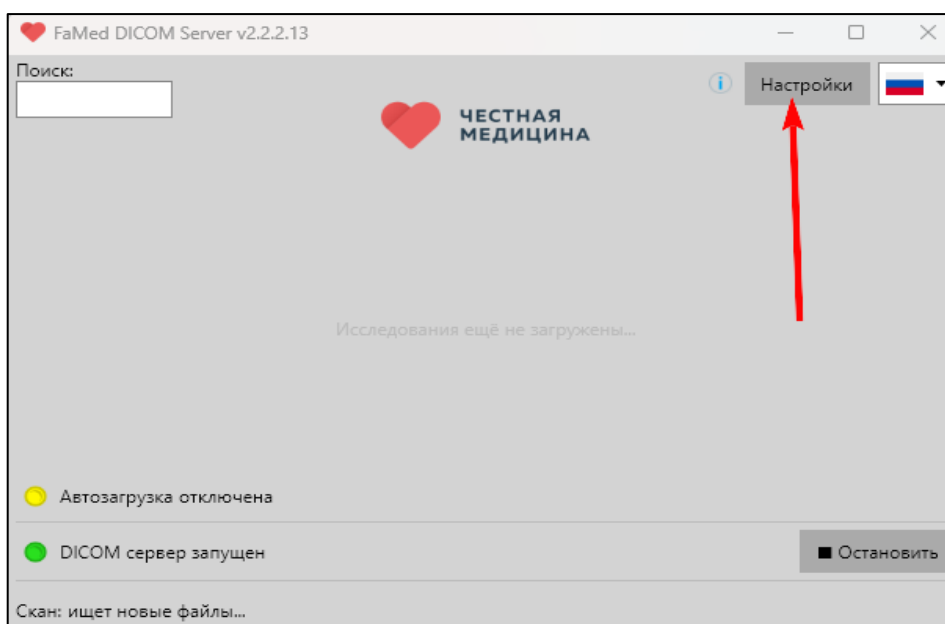 FaMed DICOM Server v2.2.2.13
Поиск:
Настройки
ЧЕСТНАЯ
МЕДИЦИНА
Исследования ещё не загружены...
Автозагрузка отключена
DICOM сервер запущен
Остановить
Скан: ищет новые файлы...